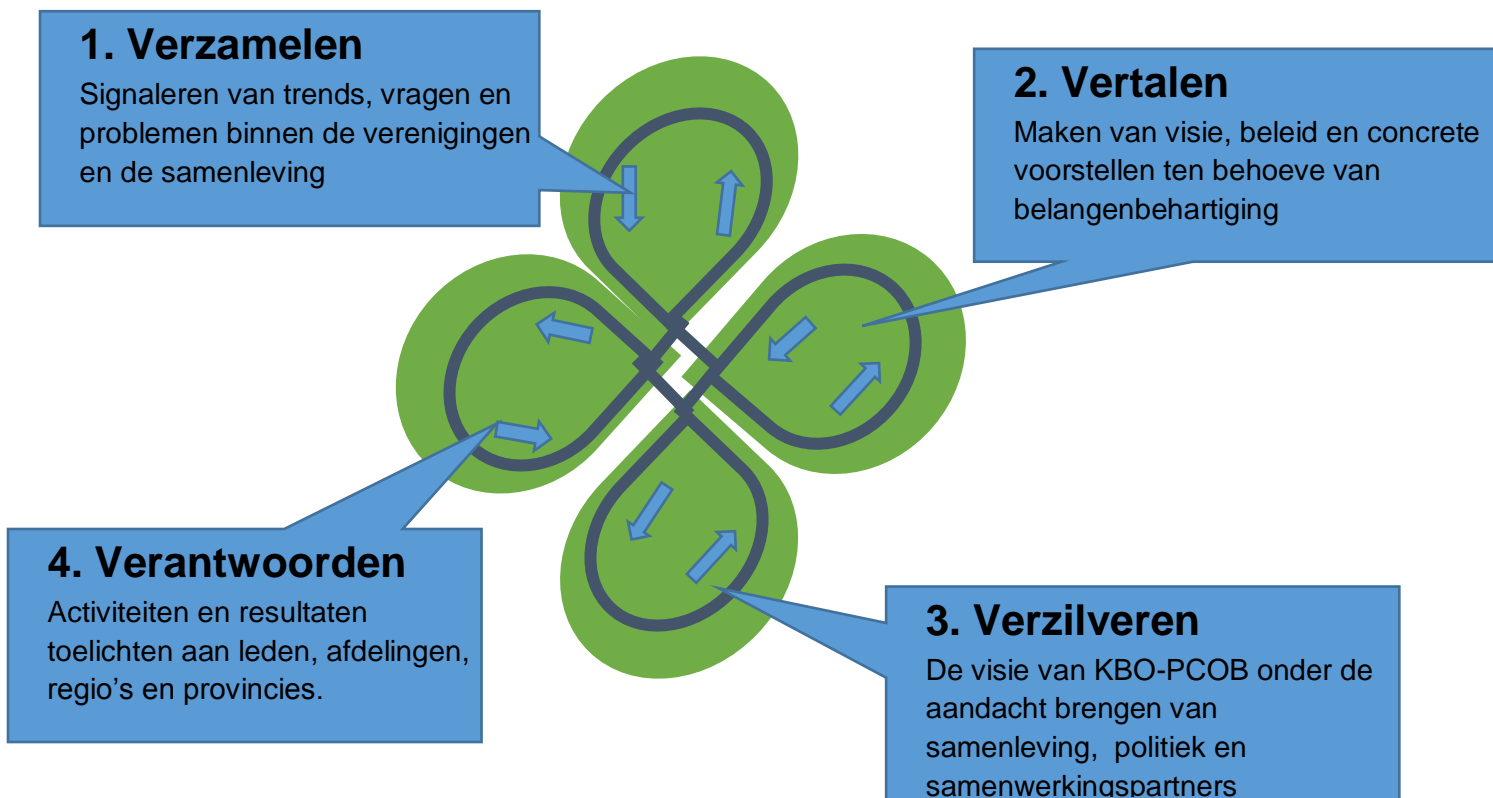 1. Verzamelen
Signaleren van trends, vragen en
problemen binnen de verenigingen
en de samenleving
2. Vertalen
Maken van visie, beleid en concrete
voorstellen ten behoeve van
belangenbehartiging
3. Verzilveren
De visie van KBO-PCOB onder de
aandacht brengen van
samenleving, politiek en
samenwerkingspartners
4. Verantwoorden
Activiteiten en resultaten
toelichten aan leden, afdelingen,
regio's en provincies.